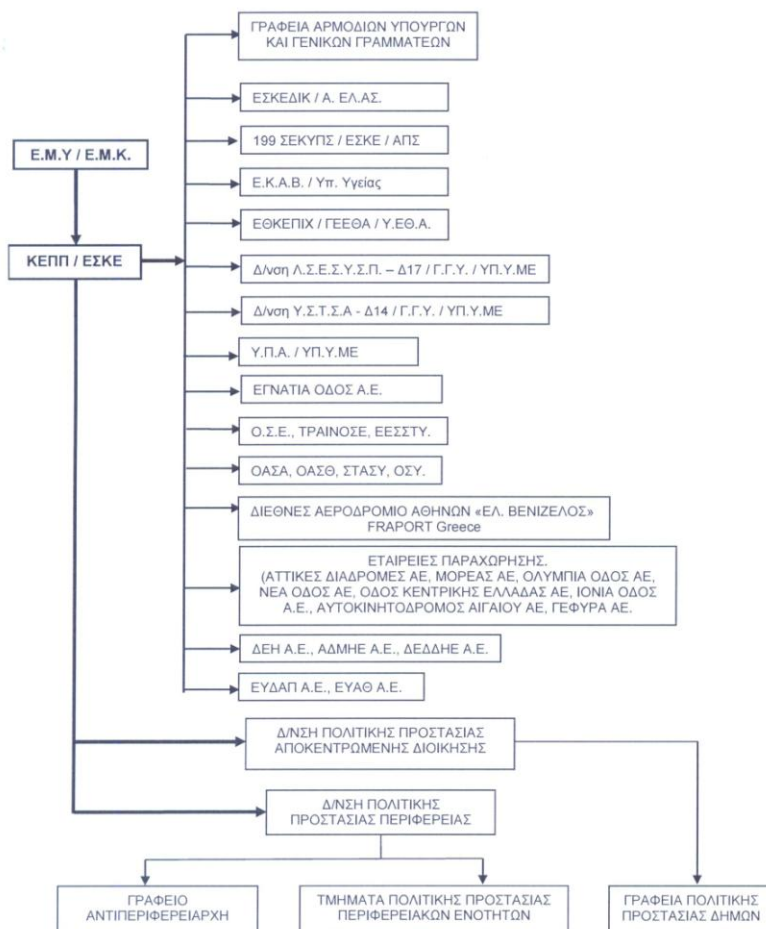 ΓΡΑΦΕΙΑ ΑΡΜΟΔΙΩΝ ΥΠΟΥΡΓΩΝ
ΚΑΙ ΓΕΝΙΚΩΝ ΓΡΑΜΜΑΤΕΩΝ
ΕΣΚΕΔΙΚ / Α. ΕΛ.ΑΣ.
199 ΣΕΚΥΠΣ / ΕΣΚΕ / ΑΠΣ
Ε.Μ.Υ / Ε.Μ.Κ.
Ε.Κ.Α.Β. / Υπ. Υγείας
ΕΘΚΕΠΙΧ / ΓΕΕΘΑ / Υ.ΕΘ.Α.
ΚΕΠΠ / ΕΣΚΕ
Δ/νση Λ.Σ.Ε.Σ.Υ.Σ.Π. – Δ17 / Γ.Γ.Υ. / ΥΠ.Υ.ΜΕ
Δ/νση Υ.Σ.Τ.Σ.Α - Δ14 / Γ.Γ.Υ. / ΥΠ.Υ.ΜΕ
Υ.Π.Α. / ΥΠ.Υ.ΜΕ
ΕΓΝΑΤΙΑ ΟΔΟΣ Α.Ε.
Ο.Σ.Ε., ΤΡΑΙΝΟΣΕ, ΕΕΣΣΤΥ.
ΟΑΣΑ, ΟΑΣΘ, ΣΤΑΣΥ, ΟΣΥ.
ΔΙΕΘΝΕΣ ΑΕΡΟΔΡΟΜΙΟ ΑΘΗΝΩΝ «ΕΛ. ΒΕΝΙΖΕΛΟΣ»
FRAPORT Greece
ΕΤΑΙΡΕΙΕΣ ΠΑΡΑΧΩΡΗΣΗΣ.
(ΑΤΤΙΚΕΣ ΔΙΑΔΡΟΜΕΣ ΑΕ, ΜΟΡΕΑΣ ΑΕ, ΟΛΥΜΠΙΑ ΟΔΟΣ ΑΕ,
ΝΕΑ ΟΔΟΣ ΑΕ, ΟΔΟΣ ΚΕΝΤΡΙΚΗΣ ΕΛΛΑΔΑΣ ΑΕ, ΙΟΝΙΑ ΟΔΟΣ
Α.Ε., ΑΥΤΟΚΙΝΗΤΟΔΡΟΜΟΣ ΑΙΓΑΙΟΥ ΑΕ, ΓΕΦΥΡΑ ΑΕ.
ΔΕΗ Α.Ε., ΑΔΜΗΕ Α.Ε., ΔΕΔΔΗΕ Α.Ε.
ΕΥΔΑΠ Α.Ε., ΕΥΑΘ Α.Ε.
Δ/ΝΣΗ ΠΟΛΙΤΙΚΗΣ ΠΡΟΣΤΑΣΙΑΣ
ΑΠΟΚΕΝΤΡΩΜΕΝΗΣ ΔΙΟΙΚΗΣΗΣ
Δ/ΝΣΗ ΠΟΛΙΤΙΚΗΣ
ΠΡΟΣΤΑΣΙΑΣ ΠΕΡΙΦΕΡΕΙΑΣ
ΓΡΑΦΕΙΟ
ΑΝΤΙΠΕΡΙΦΕΡΕΙΑΡΧΗ
ΤΜΗΜΑΤΑ ΠΟΛΙΤΙΚΗΣ ΠΡΟΣΤΑΣΙΑΣ
ΠΕΡΙΦΕΡΕΙΑΚΩΝ ΕΝΟΤΗΤΩΝ
ΓΡΑΦΕΙΑ ΠΟΛΙΤΙΚΗΣ
ΠΡΟΣΤΑΣΙΑΣ ΔΗΜΩΝ